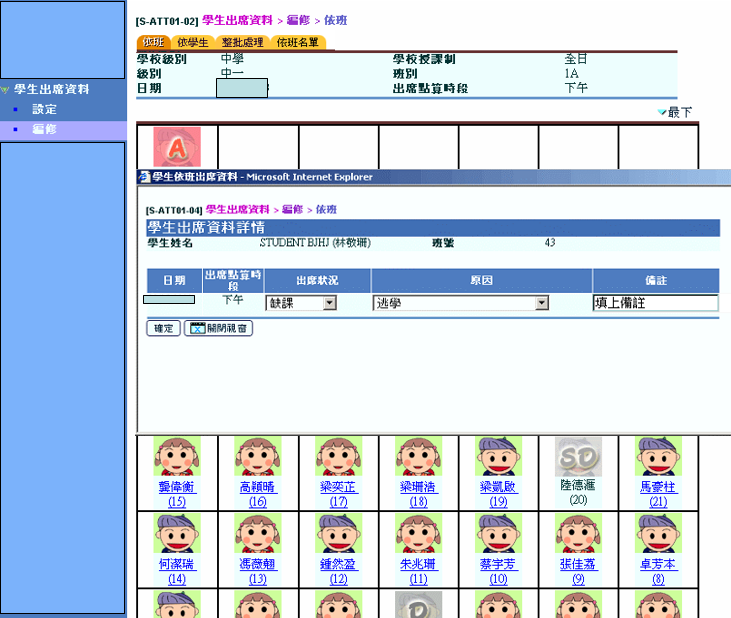 [S-ATT01-02] 學生出席資料 > 編修 > 依班
依班 依學生 整批處理 依班名單
學校級別 中學 學校授課制 全日
級別 中一 班別 1A
日期 出席點算時段 下午
學生出席資料
設定
編修
最下
A
學生依班出席資料 - Microsoft Internet Explorer
[S-ATT01-04] 學生出席資料 > 編修 > 依班
學生出席資料詳情
學生姓名 STUDENT BJHJ (林敬珊) 班號 43
日期 出席點算時段 出席狀況 原因 備註
下午 缺課 逃學 填上備註
確定 關閉視窗
SD
龔偉衡 高穎晴 梁奕芷 梁珊浩 梁凱啟 陸德滙 馬豪柱
(15) (16) (17) (18) (19) (20) (21)
何潔瑞 馮薇翹 鍾然盈 朱兆珊 蔡宇芳 張佳荔 卓芳本
(14) (13) (12) (11) (10) (9) (8)
D